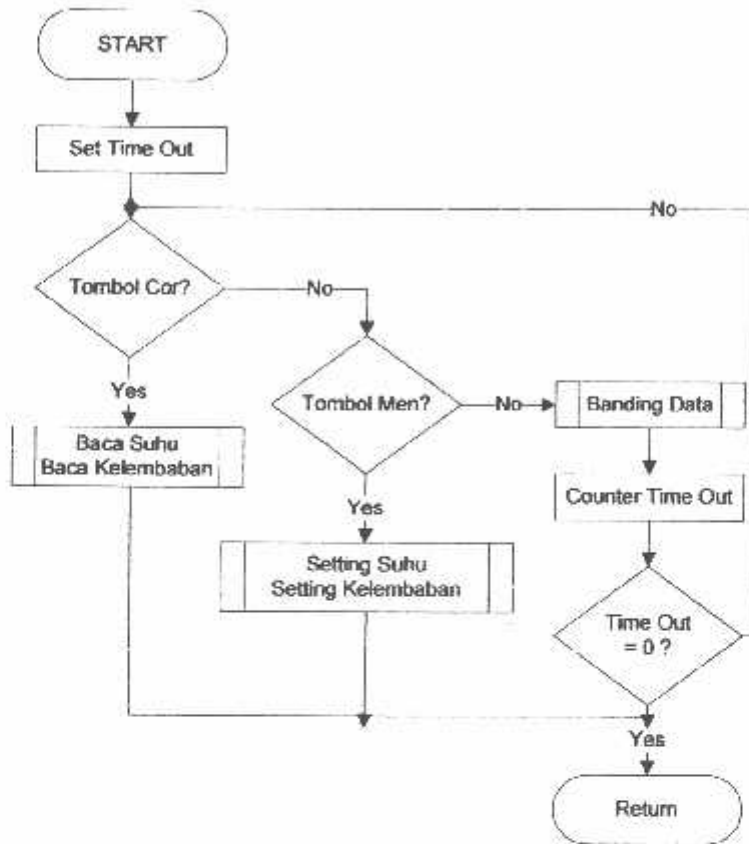 START
Set Time Out
No
Tombol Cor?
No
Yes
Tombol Men?
No
Banding Data
Baca Suhu
Baca Kelembaban
Counter Time Out
Yes
Setting Suhu
Setting Kelembaban
Time Out
= 0 ?
Yes
Return